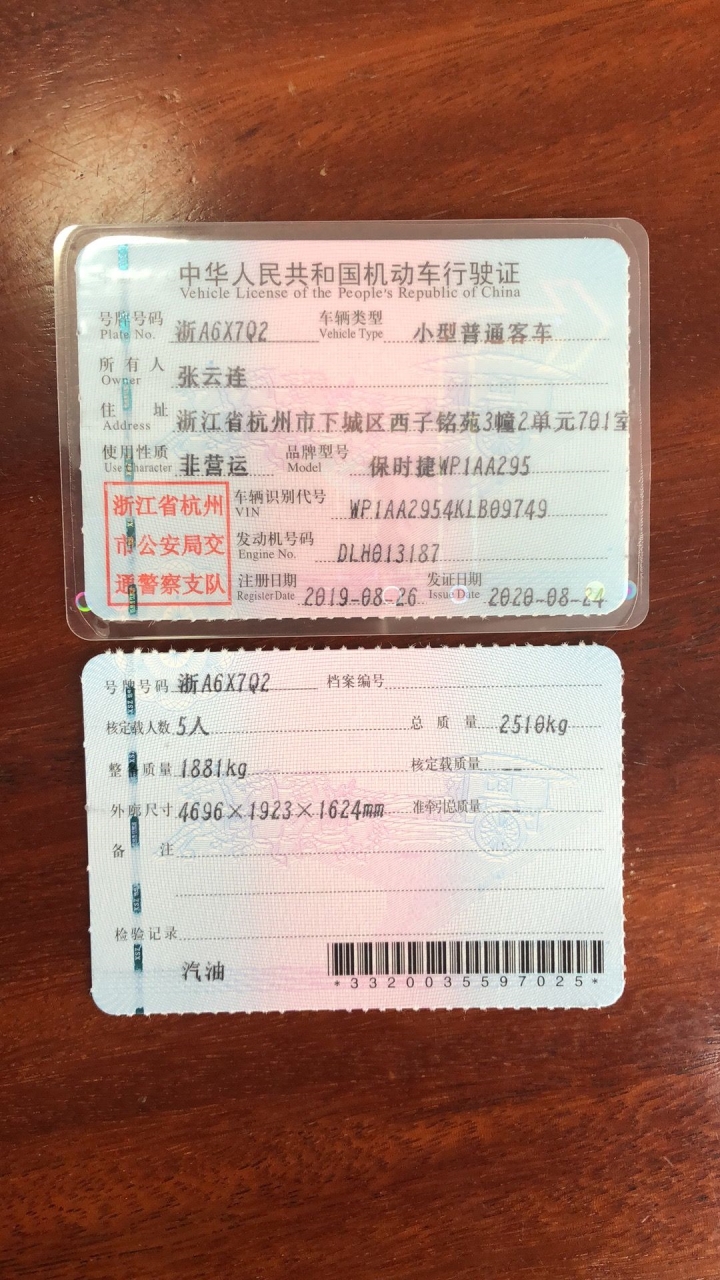 中华人民共和国机动车行驶证
Vehicle License of the People's Republic of China
号牌号码 浙A6X7Q2 车辆类型 小型普通客车
Plate No. Vehicle Type
所有人 张云连
Owner
住址 浙江省杭州市下城区西子铭苑3幢2单元701室
Address
使用性质 非营运 品牌型号 保时捷WP1AA295
Use Character Model
浙江省杭州
市公安局交
通警察支队
车辆识别代号 WP1AA2954KLB09749
VIN
发动机号码 DLH013187
Engine No.
注册日期 2019-08-26 发证日期 2020-08-24
Register Date Issue Date
号牌号码 浙A6X7Q2 档案编号
核定载人数 5人 总质量 2510kg
整备质量 1881kg 核定载质量 --
外廓尺寸 4696×1923×1624mm 准牵引总质量 --
备注
检验记录
汽油
*3320035597025*